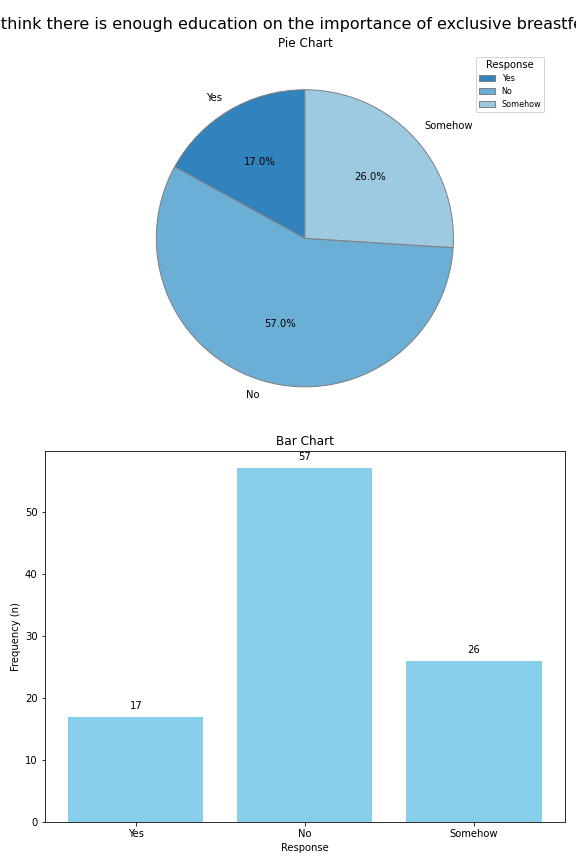 think there is enough education on the importance of exclusive
Pie Chart
Response
Yes
No
Somehow
Yes
Somehow
17.0%
26.0%
57.0%
No
Bar Chart
57
50
40
30
20
10
0
Frequency (n)
17
26
Yes
No
Somehow
Response